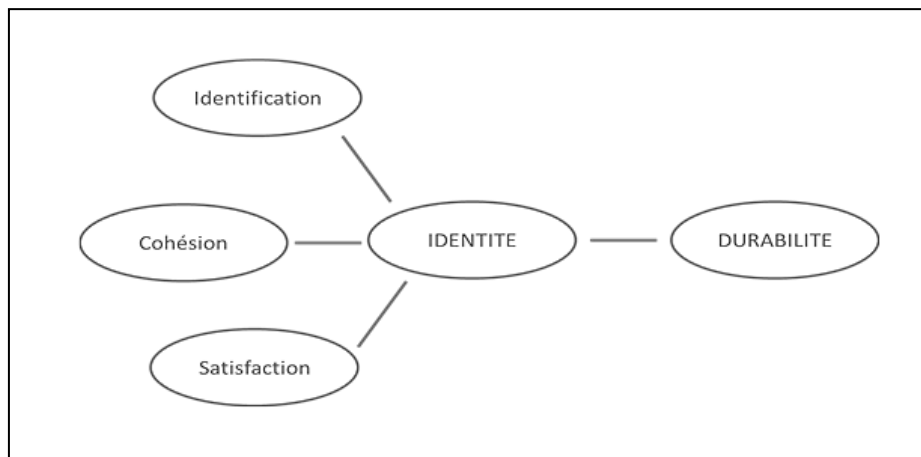 Identification
Cohésion
IDENTITE
DURABILITE
Satisfaction